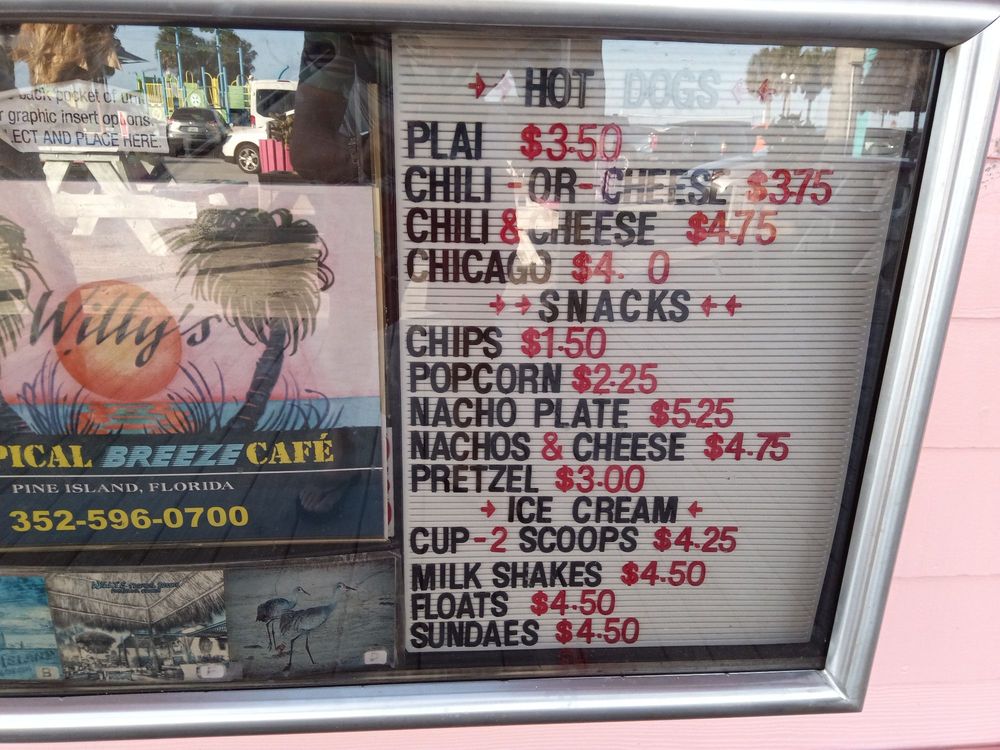 back pocket of unit
r graphic insert options.
ECT AND PLACE HERE.
Willy's
PICAL BREEZE CAFÉ
PINE ISLAND, FLORIDA
352-596-0700
HOT DOGS
PLAI $3.50
CHILI -OR- CHEESE $3.75
CHILI & CHEESE $4.75
CHICAGO $4. 0
SNACKS
CHIPS $1.50
POPCORN $2.25
NACHO PLATE $5.25
NACHOS & CHEESE $4.75
PRETZEL $3.00
ICE CREAM
CUP-2 SCOOPS $4.25
MILK SHAKES $4.50
FLOATS $4.50
SUNDAES $4.50
ISLAND
B
F
P